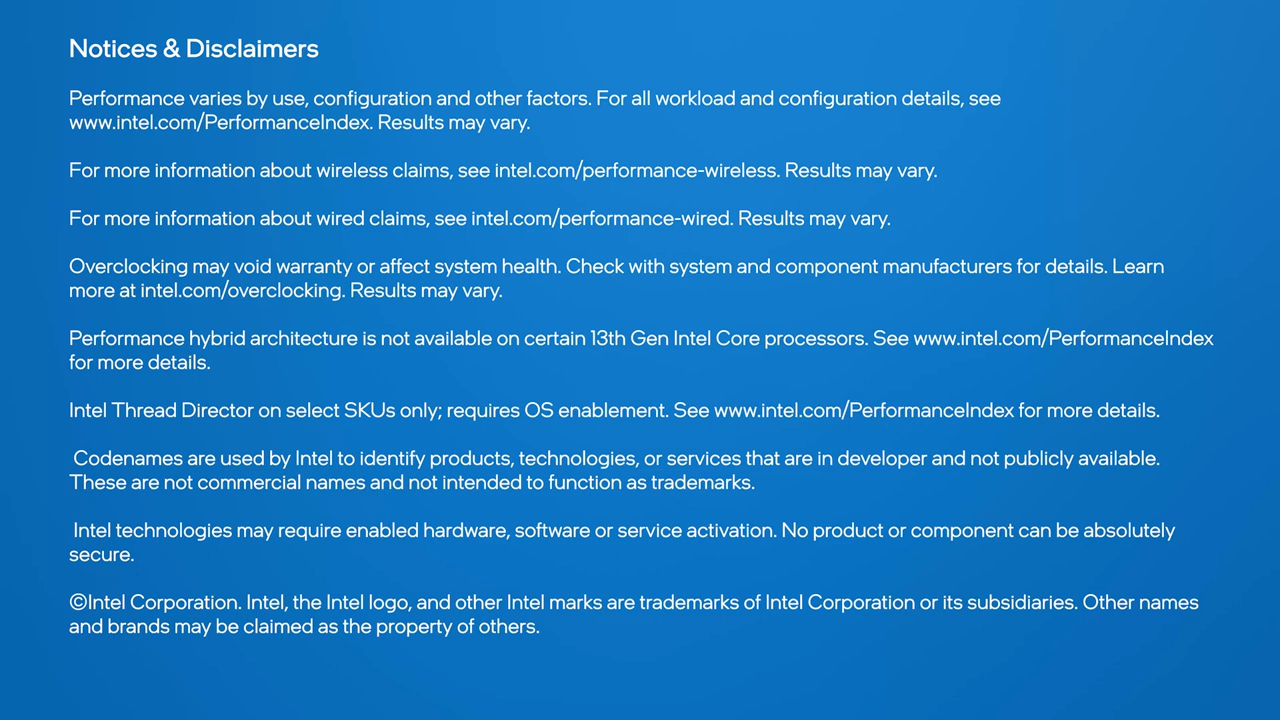 Notices & Disclaimers
Performance varies by use, configuration and other factors. For all workload and configuration details, see
www.intel.com/PerformanceIndex. Results may vary.
For more information about wireless claims, see intel.com/performance-wireless. Results may vary.
For more information about wired claims, see intel.com/performance-wired. Results may vary.
Overclocking may void warranty or affect system health. Check with system and component manufacturers for details. Learn
more at intel.com/overclocking. Results may vary.
Performance hybrid architecture is not available on certain 13th Gen Intel Core processors. See www.intel.com/PerformanceIndex
for more details.
Intel Thread Director on select SKUs only; requires OS enablement. See www.intel.com/PerformanceIndex for more details.
Codenames are used by Intel to identify products, technologies, or services that are in developer and not publicly available.
These are not commercial names and not intended to function as trademarks.
Intel technologies may require enabled hardware, software or service activation. No product or component can be absolutely
secure.
©Intel Corporation. Intel, the Intel logo, and other Intel marks are trademarks of Intel Corporation or its subsidiaries. Other names
and brands may be claimed as the property of others.